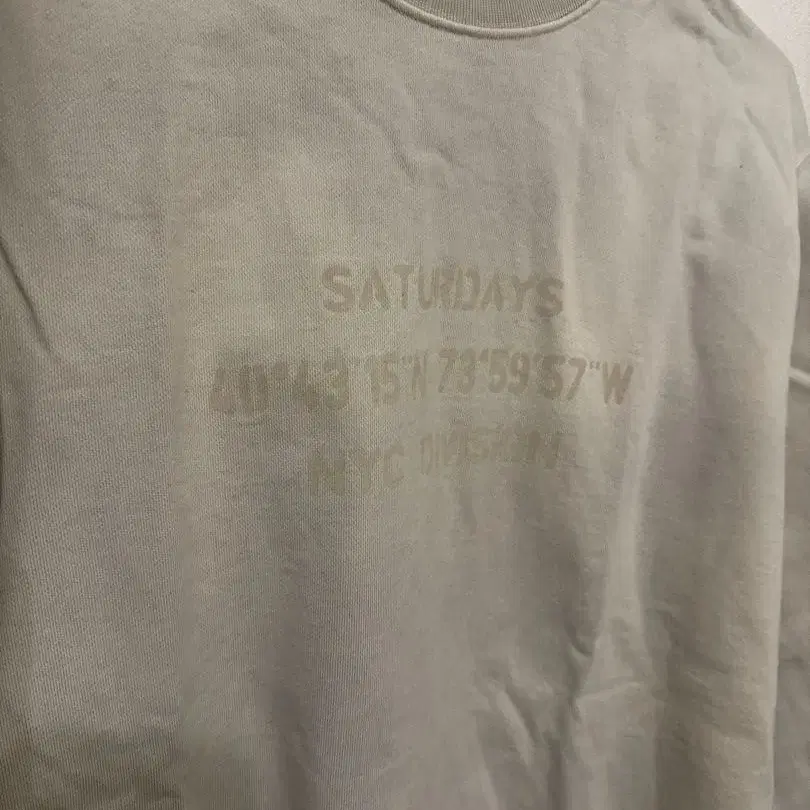 SATURDAYS
40°43"15"N 73°59'57"W
NYC DIVISION